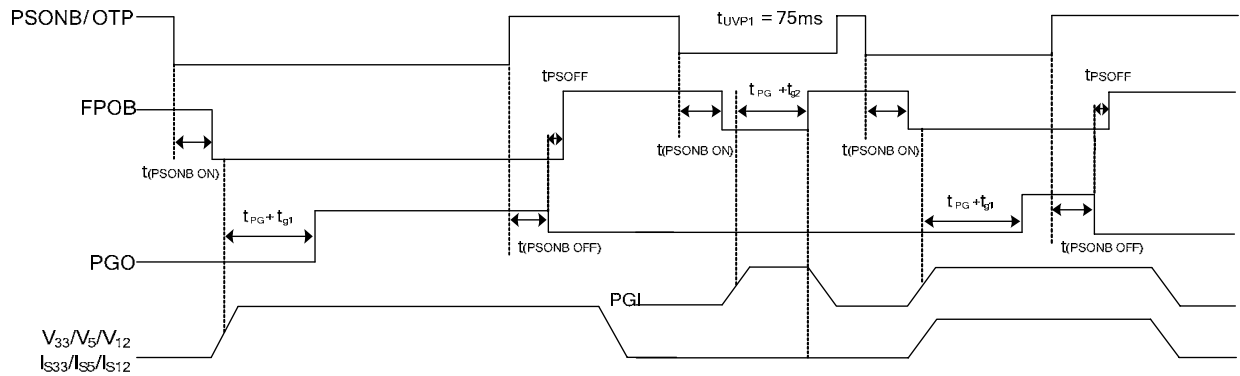 PSONB/OTP
tUVP1 = 75ms
tPSOFF
tPSOFF
FPOB
tPG +tg2
t(PSONB ON)
t(PSONB ON)
t(PSONB ON)
tPG+tg1
tPG+tg1
t(PSONB OFF)
t(PSONB OFF)
PGO
PGI
V33/V5/V12
IS33/IS5/IS12